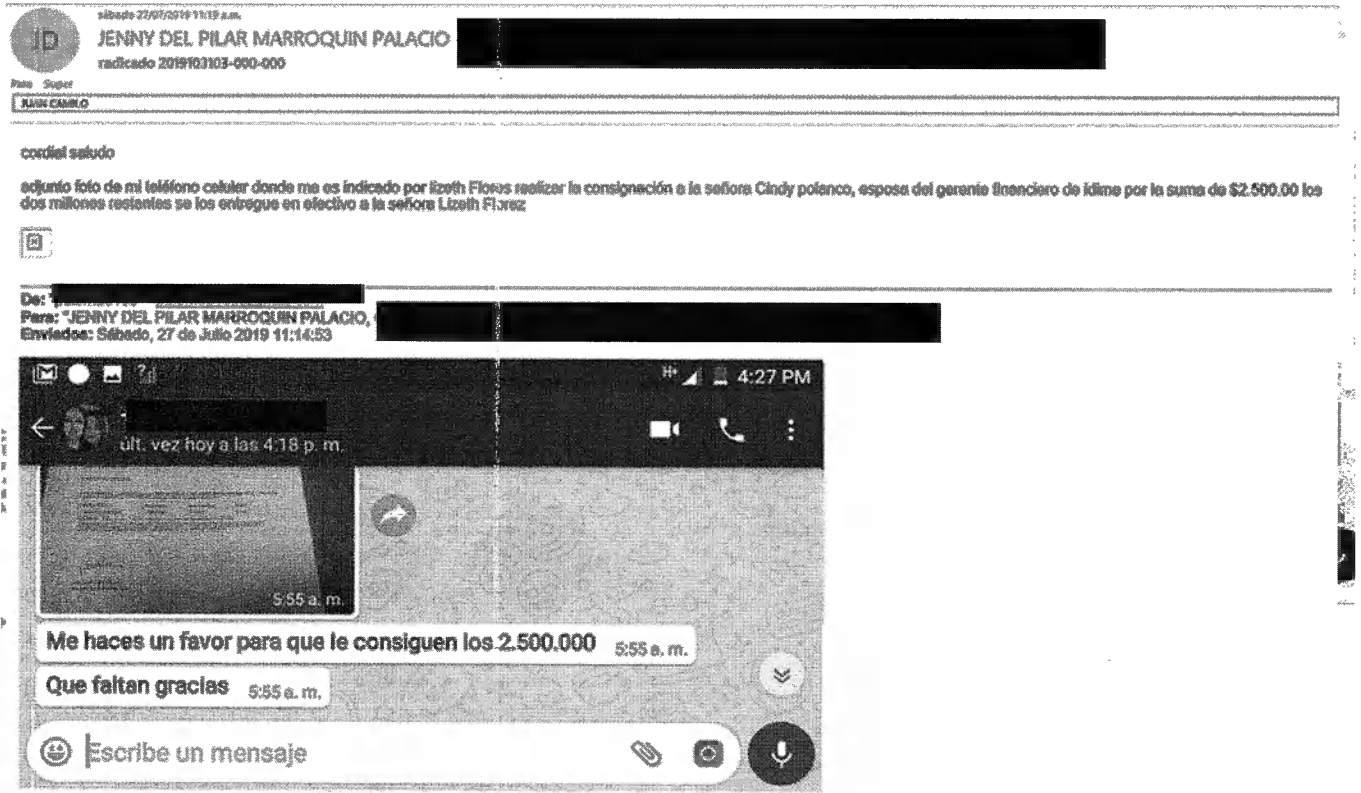 sábado 27/07/2019 11:19 a.m.
JD
JENNY DEL PILAR MARROQUIN PALACIO
radicado 2019103103-000-000
Para Super
JUAN CAMILO
cordial saludo
adjunto foto de mi teléfono celular donde me es indicado por lizeth Flores realizar la consignación a la señora Cindy polanco, esposa del gerente financiero de idime por la suma de $2.500.00 los
dos millones restantes se los entregue en efectivo a la señora Lizeth Florez
De:
Para: "JENNY DEL PILAR MARROQUIN PALACIO,
Enviados: Sábado, 27 de Julio 2019 11:14:53
4:27 PM
últ. vez hoy a las 4:18 p. m.
5:55 a. m.
Me haces un favor para que le consiguen los 2.500.000 5:55 a. m.
Que faltan gracias 5:55 a. m.
Escribe un mensaje